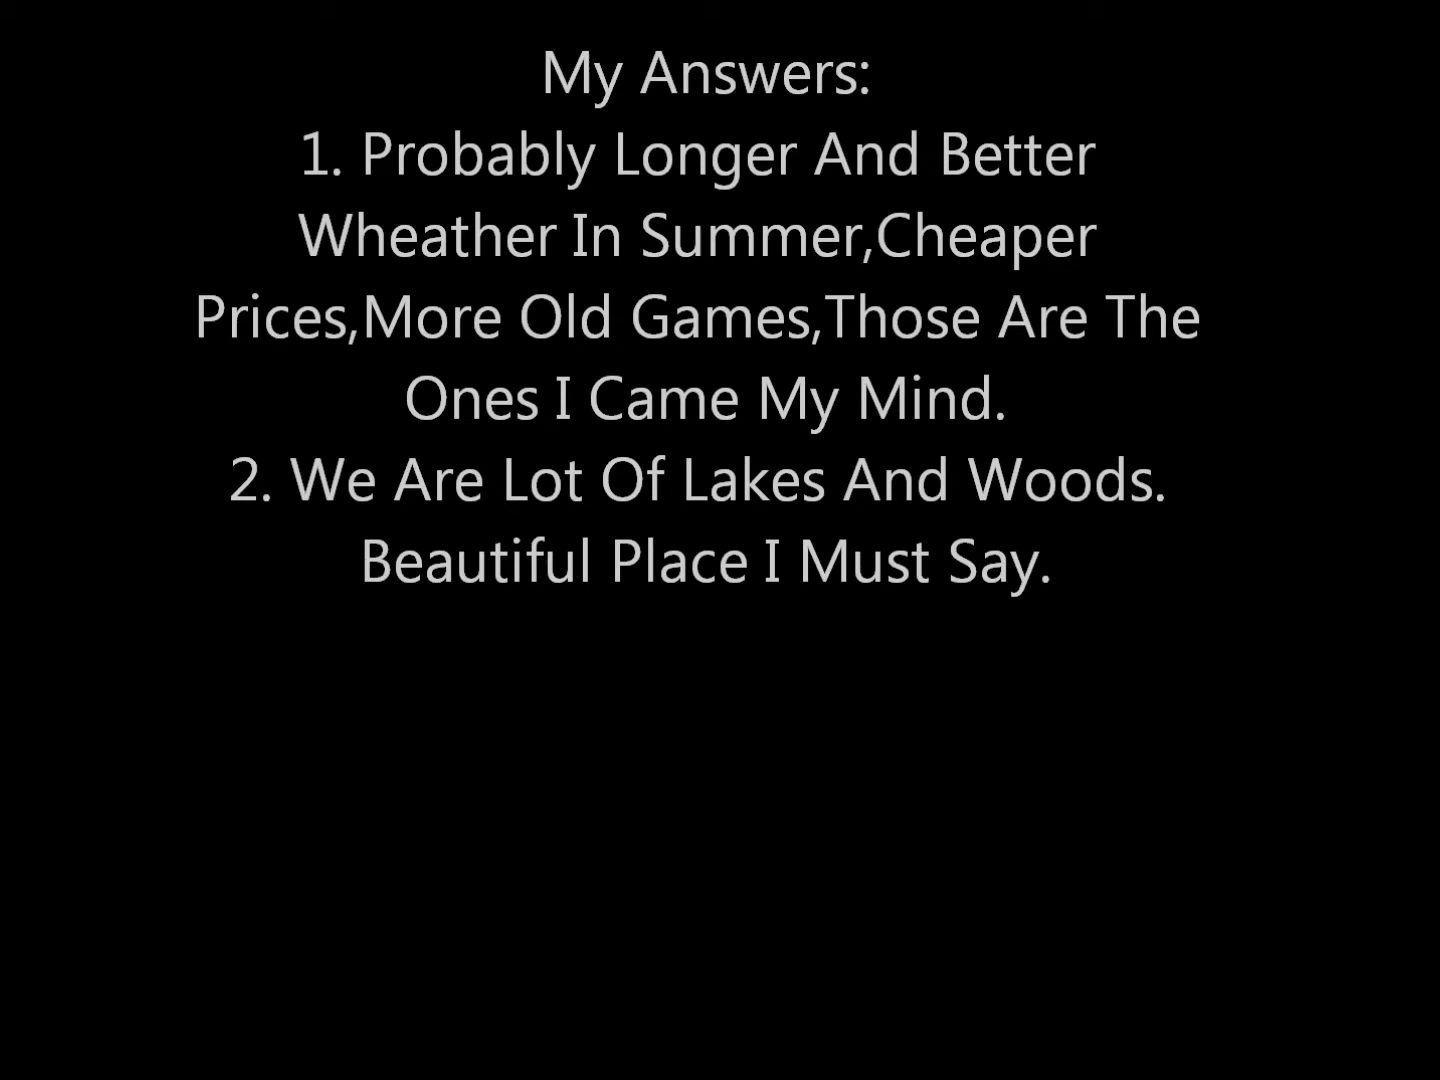 My Answers:
1. Probably Longer And Better
Wheather In Summer,Cheaper
Prices,More Old Games,Those Are The
Ones I Came My Mind.
2. We Are Lot Of Lakes And Woods.
Beautiful Place I Must Say.